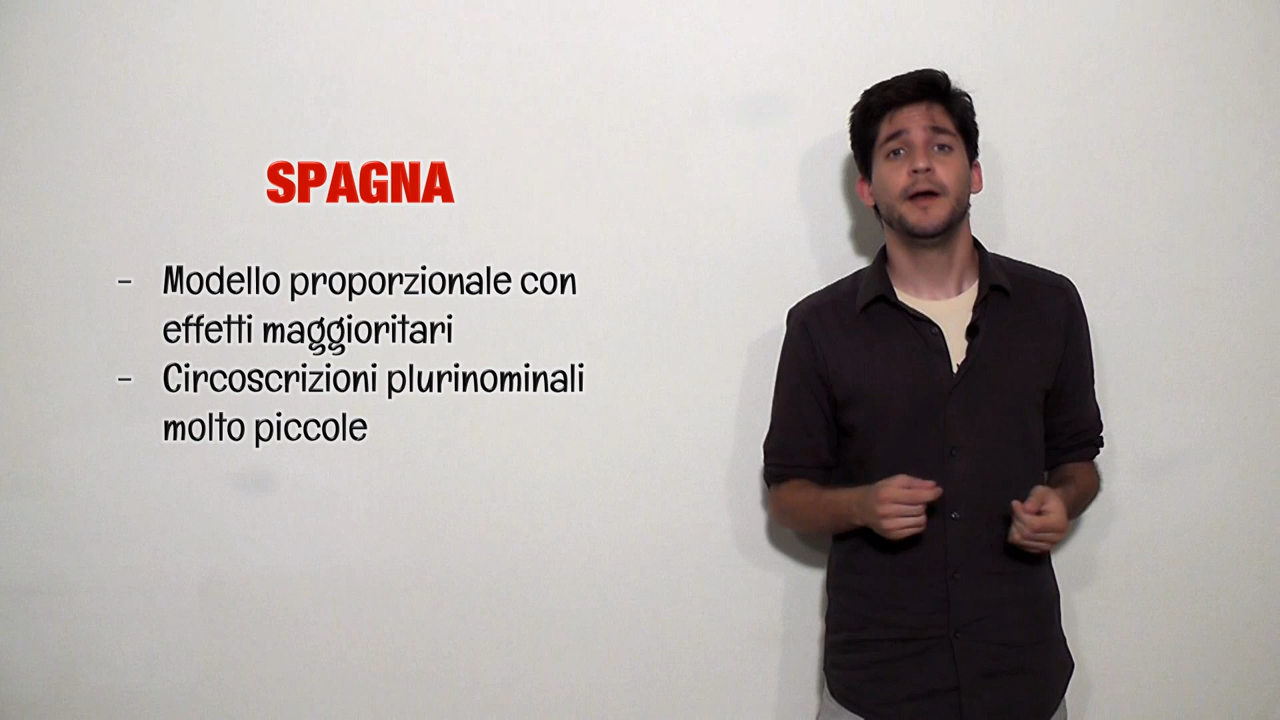 SPAGNA
- Modello proporzionale con
effetti maggioritari
- Circoscrizioni plurinominali
molto piccole